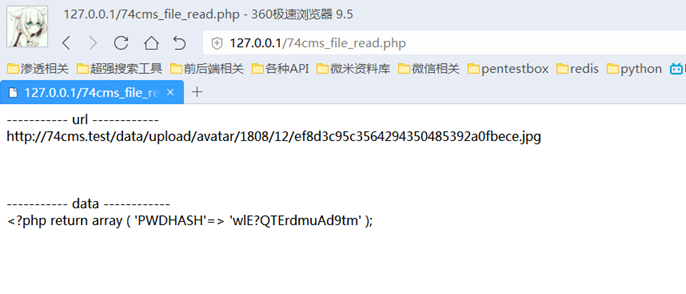 127.0.0.1/74cms_file_read.php - 360极速浏览器 9.5
127.0.0.1/74cms_file_read.php
渗透相关 超强搜索工具 前后端相关 各种API 微米资料库 微信相关 pentestbox redis python
127.0.0.1/74cms_file_re
----------- url ------------
http://74cms.test/data/upload/avatar/1808/12/ef8d3c95c3564294350485392a0fbece.jpg
----------- data ------------
<?php return array ( 'PWDHASH'=> 'wlE?QTErdmuAd9tm' );